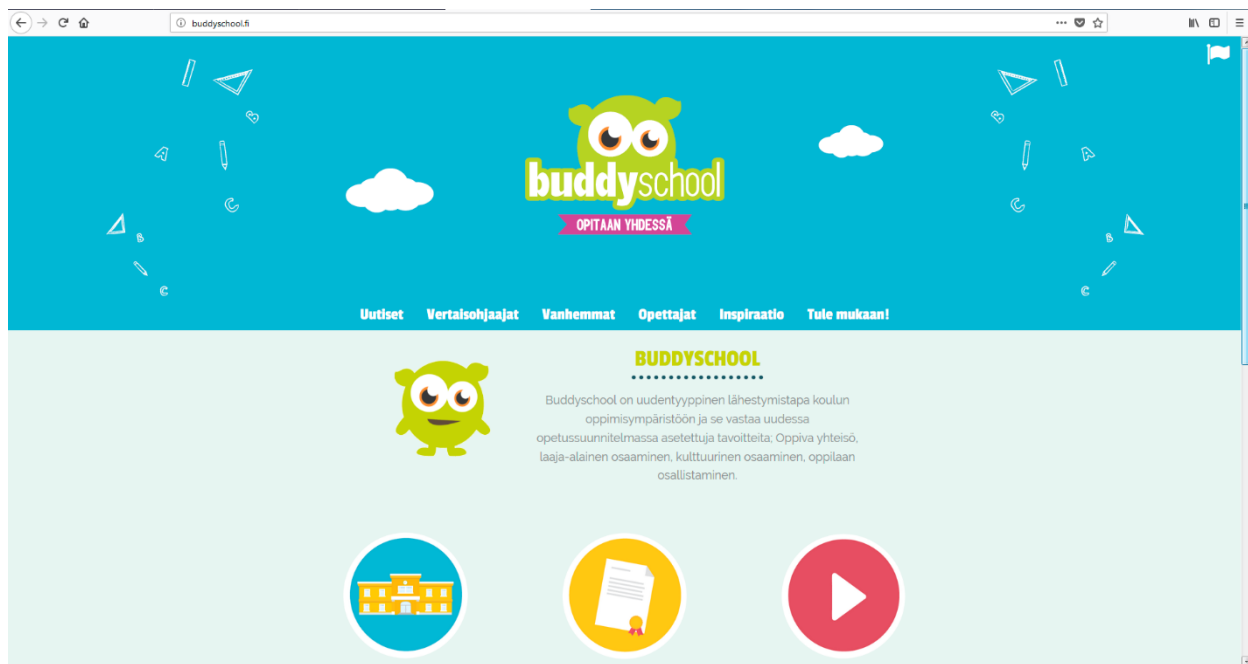 buddyschool.fi
buddyschool
OPITAAN YHDESSÄ
Uutiset Vertaisohjaajat Vanhemmat Opettajat Inspiraatio Tule mukaan!
BUDDYSCHOOL
Buddyschool on uudentyyppinen lähestymistapa koulun
oppimisympäristöön ja se vastaa uudessa
opetussuunnitelmassa asetettuja tavoitteita; Oppiva yhteisö,
laaja-alainen osaaminen, kulttuurinen osaaminen, oppilaan
osallistaminen.